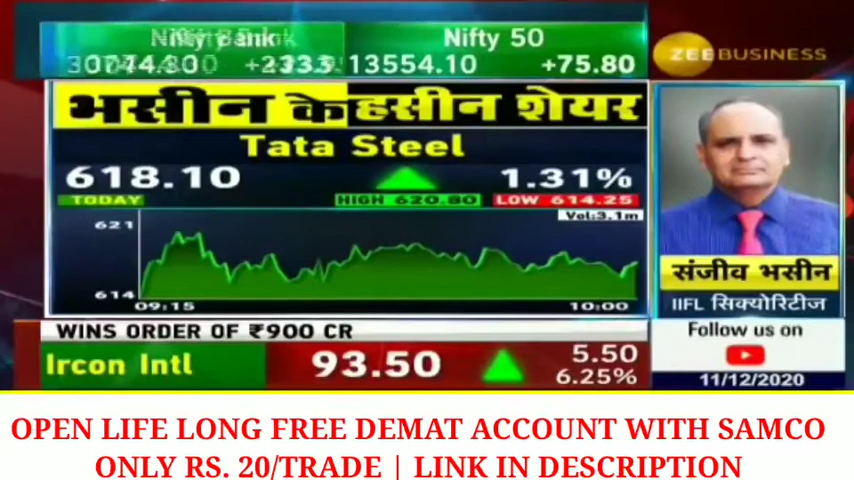 Nifty 50
13554.10 +75.80
ZEE BUSINESS
भसीन के हसीन शेयर
Tata Steel
618.10 1.31%
TODAY HIGH 620.80 LOW 614.25
Vol:3.1m
621
614
09:15 10:00
संजीव भसीन
IIFL सिक्योरिटीज
WINS ORDER OF ₹900 CR
Ircon Intl 93.50 5.50
6.25%
Follow us on
11/12/2020
OPEN LIFE LONG FREE DEMAT ACCOUNT WITH SAMCO
ONLY RS. 20/TRADE | LINK IN DESCRIPTION